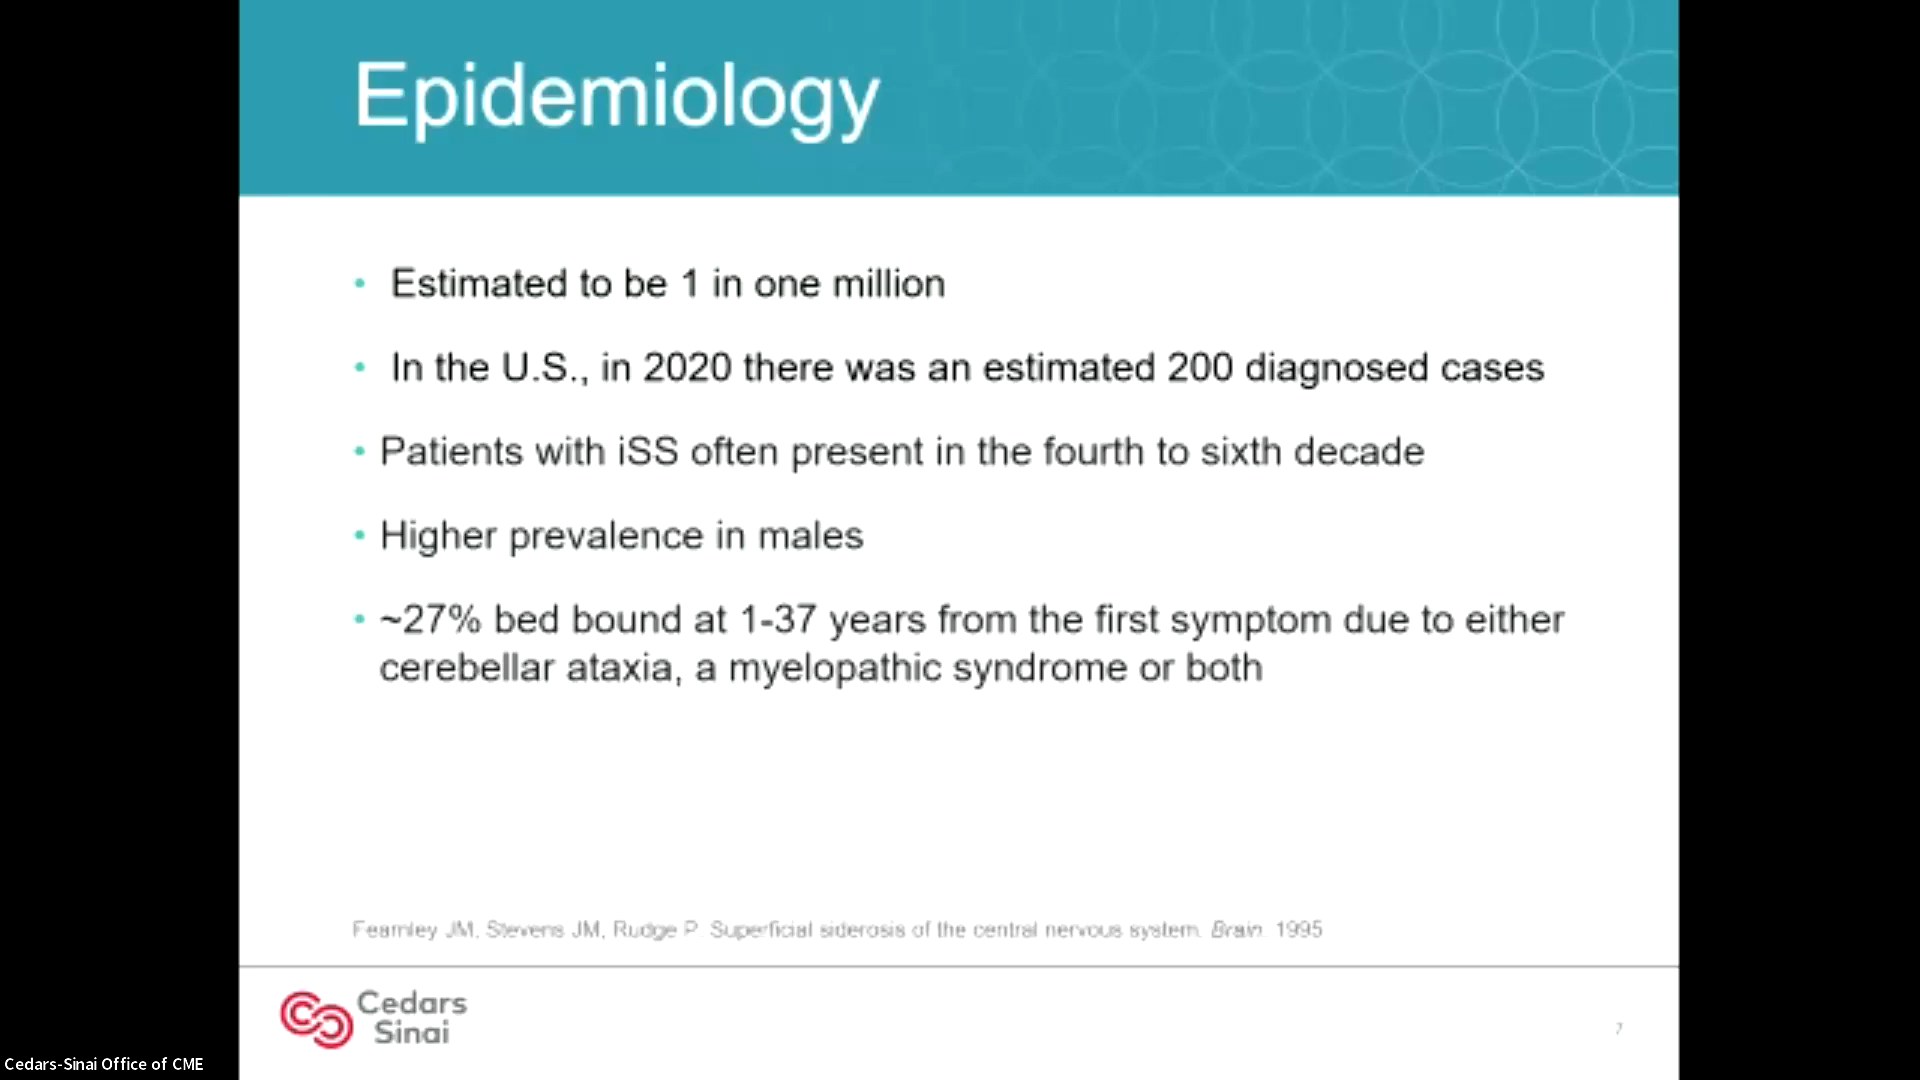 Epidemiology
• Estimated to be 1 in one million
• In the U.S., in 2020 there was an estimated 200 diagnosed cases
• Patients with iSS often present in the fourth to sixth decade
• Higher prevalence in males
• ~27% bed bound at 1-37 years from the first symptom due to either
cerebellar ataxia, a myelopathic syndrome or both
Fearnley JM, Stevens JM, Rudge P. Superficial siderosis of the central nervous system. Brain. 1995
Cedars
Sinai
7
Cedars-Sinai Office of CME